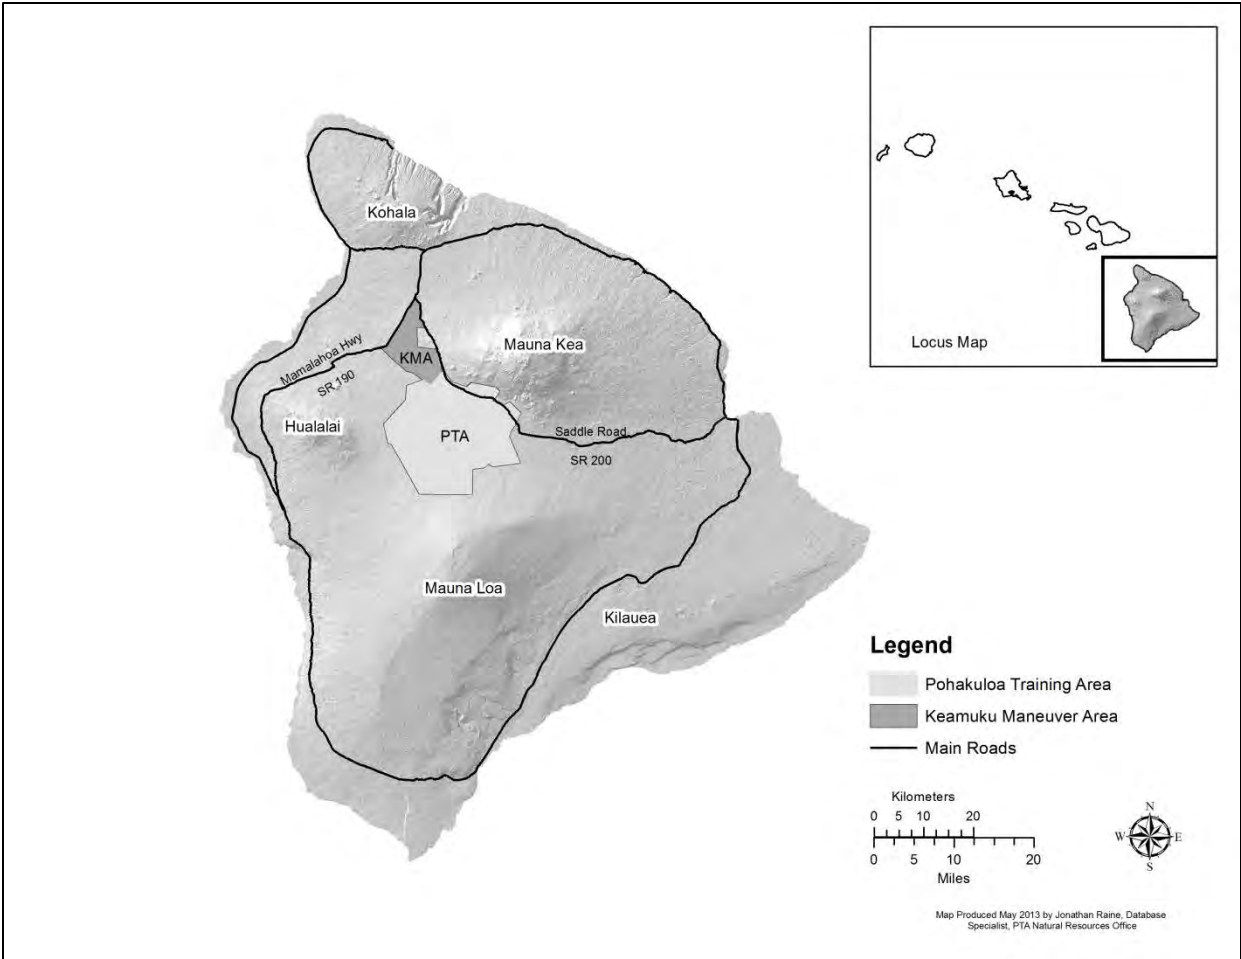 Kohala
Mauna Kea
Mamalahoa Hwy
KMA
SR 190
Hualalai
PTA
Saddle Road
SR 200
Mauna Loa
Kilauea
Locus Map
Legend
Pohakuloa Training Area
Keamuku Maneuver Area
Main Roads
Kilometers
0 5 10 20
0 5 10 20
Miles
N
W E
S
Map Produced May 2013 by Jonathan Raine, Database
Specialist, PTA Natural Resources Office